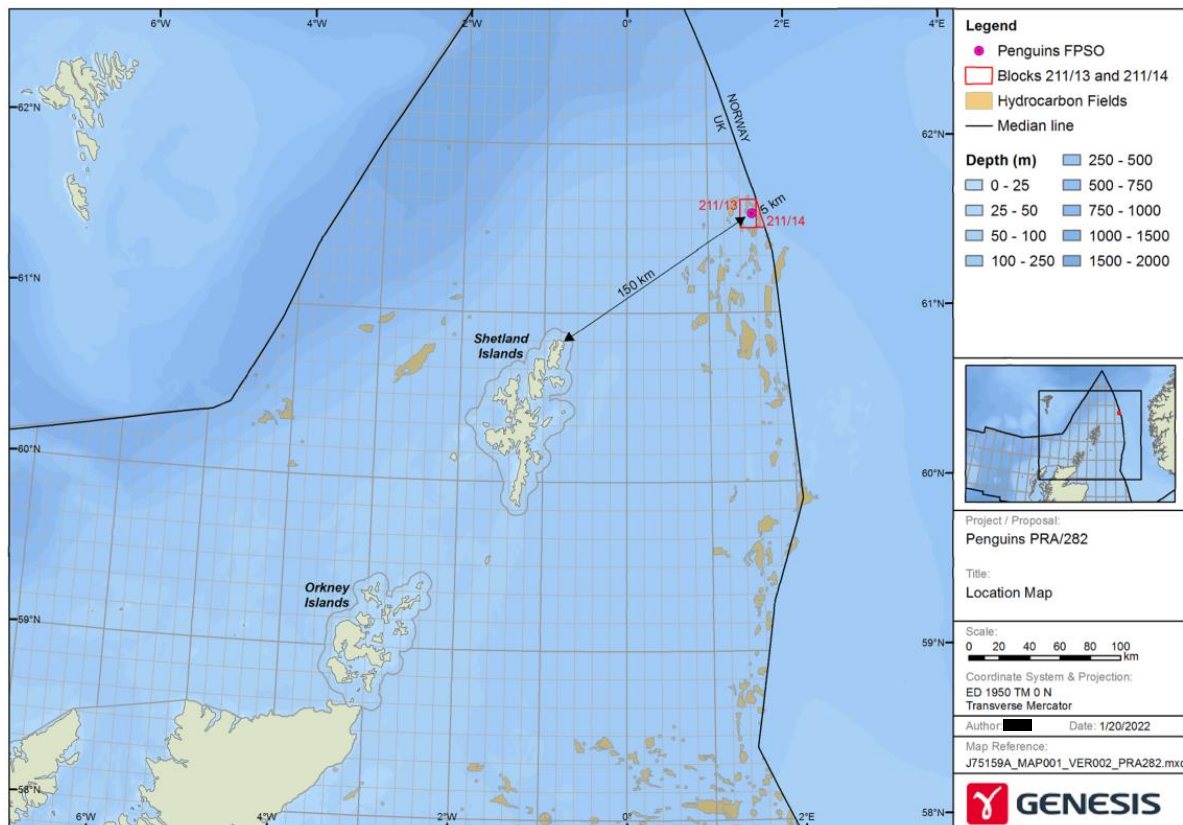 6°W 4°W 2°W 0° 2°E 4°E
62°N
62°N
NORWAY
UK
211/13
5 km
211/14
150 km
61°N
61°N
Shetland
Islands
60°N
60°N
Orkney
Islands
59°N
59°N
58°N
58°N
6°W 4°W 2°W 0° 2°E
Legend
Penguins FPSO
Blocks 211/13 and 211/14
Hydrocarbon Fields
Median line
Depth (m)
0 - 25
25 - 50
50 - 100
100 - 250
250 - 500
500 - 750
750 - 1000
1000 - 1500
1500 - 2000
Project / Proposal:
Penguins PRA/282
Title:
Location Map
Scale:
0 20 40 60 80 100
km
Coordinate System & Projection:
ED 1950 TM 0 N
Transverse Mercator
Author: Date: 1/20/2022
Map Reference:
J75159A_MAP001_VER002_PRA282.mxd
GENESIS